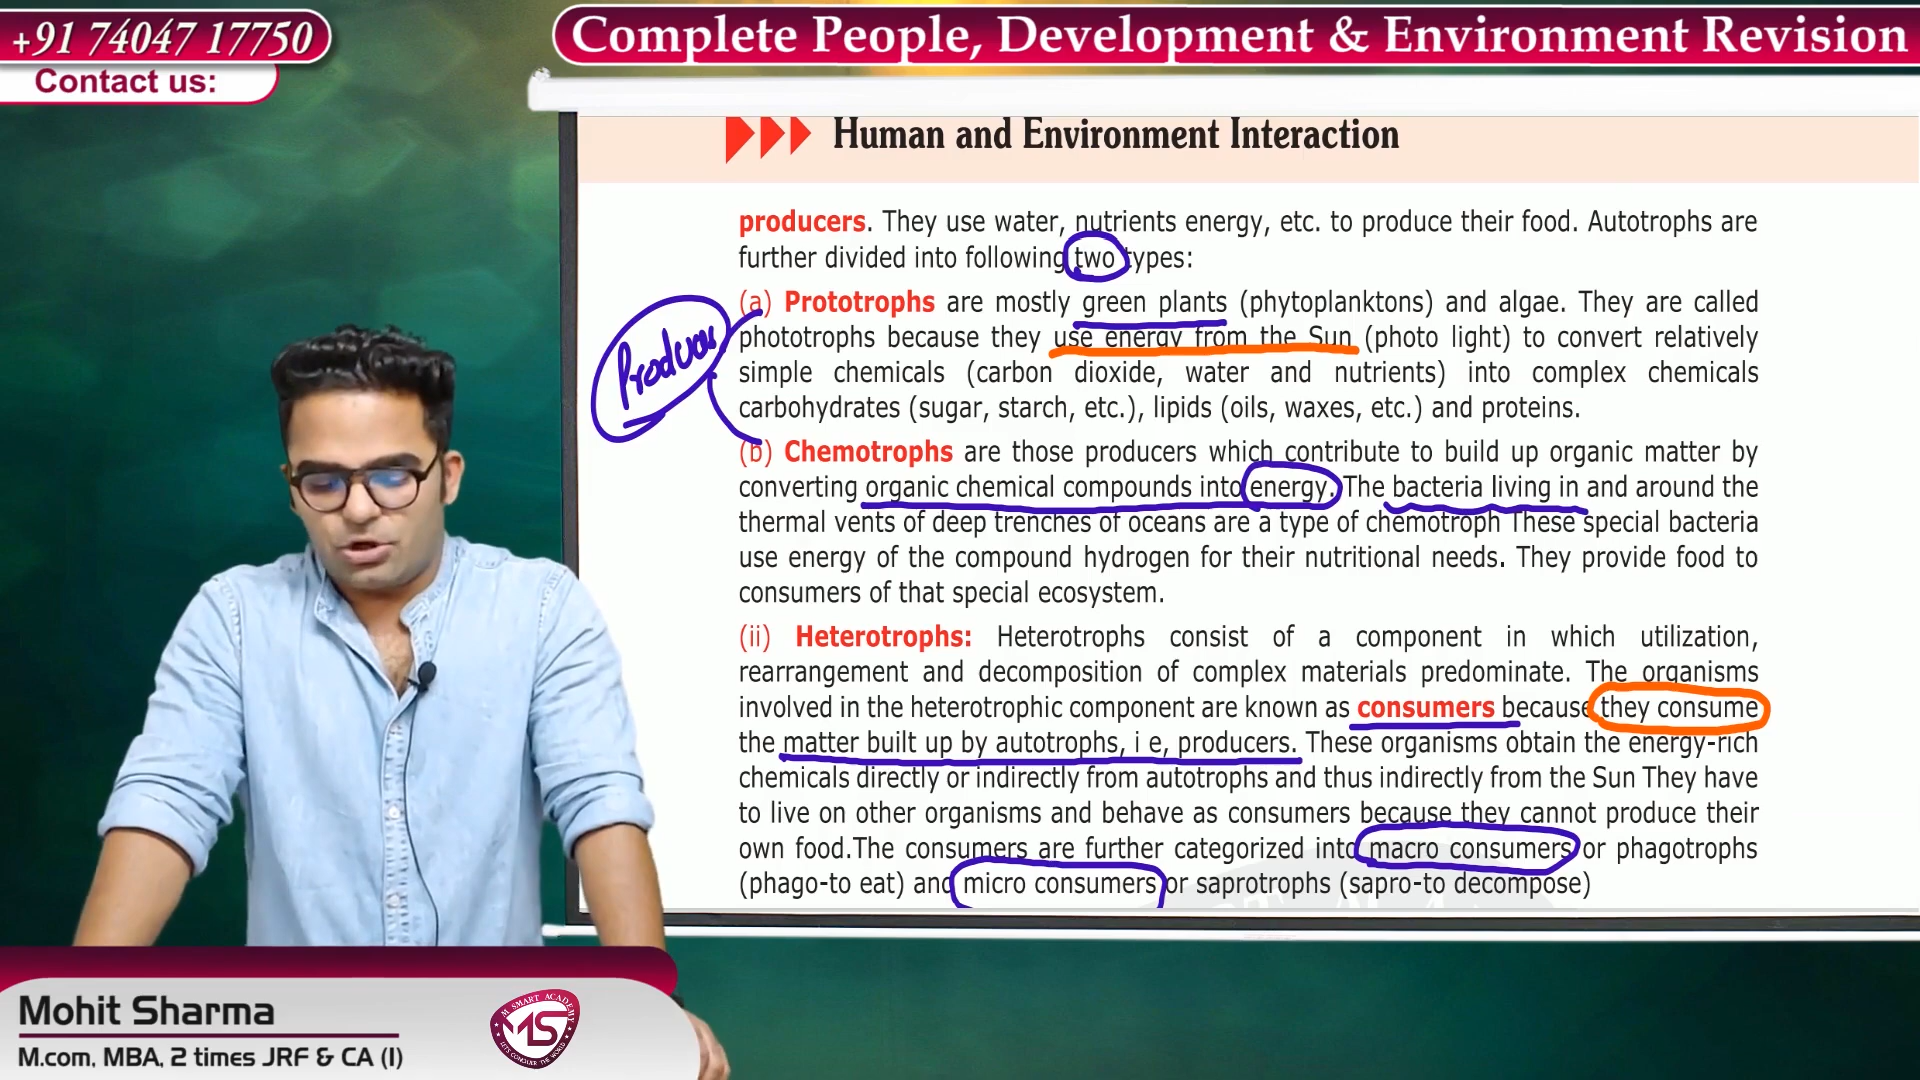 +91 74047 17750
Contact us:
Complete People, Development & Environment Revision
Human and Environment Interaction
producers. They use water, nutrients energy, etc. to produce their food. Autotrophs are
further divided into following two types:
(a) Prototrophs are mostly green plants (phytoplanktons) and algae. They are called
phototrophs because they use energy from the Sun (photo light) to convert relatively
simple chemicals (carbon dioxide, water and nutrients) into complex chemicals
carbohydrates (sugar, starch, etc.), lipids (oils, waxes, etc.) and proteins.
(b) Chemotrophs are those producers which contribute to build up organic matter by
converting organic chemical compounds into energy. The bacteria living in and around the
thermal vents of deep trenches of oceans are a type of chemotroph These special bacteria
use energy of the compound hydrogen for their nutritional needs. They provide food to
consumers of that special ecosystem.
(ii) Heterotrophs: Heterotrophs consist of a component in which utilization,
rearrangement and decomposition of complex materials predominate. The organisms
involved in the heterotrophic component are known as consumers because they consume
the matter built up by autotrophs, i e, producers. These organisms obtain the energy-rich
chemicals directly or indirectly from autotrophs and thus indirectly from the Sun They have
to live on other organisms and behave as consumers because they cannot produce their
own food.The consumers are further categorized into macro consumers or phagotrophs
(phago-to eat) and micro consumers or saprotrophs (sapro-to decompose)
Mohit Sharma
M.com, MBA, 2 times JRF & CA (I)
M SMART ACADEMY
MS
LETS CONQUER THE WORLD